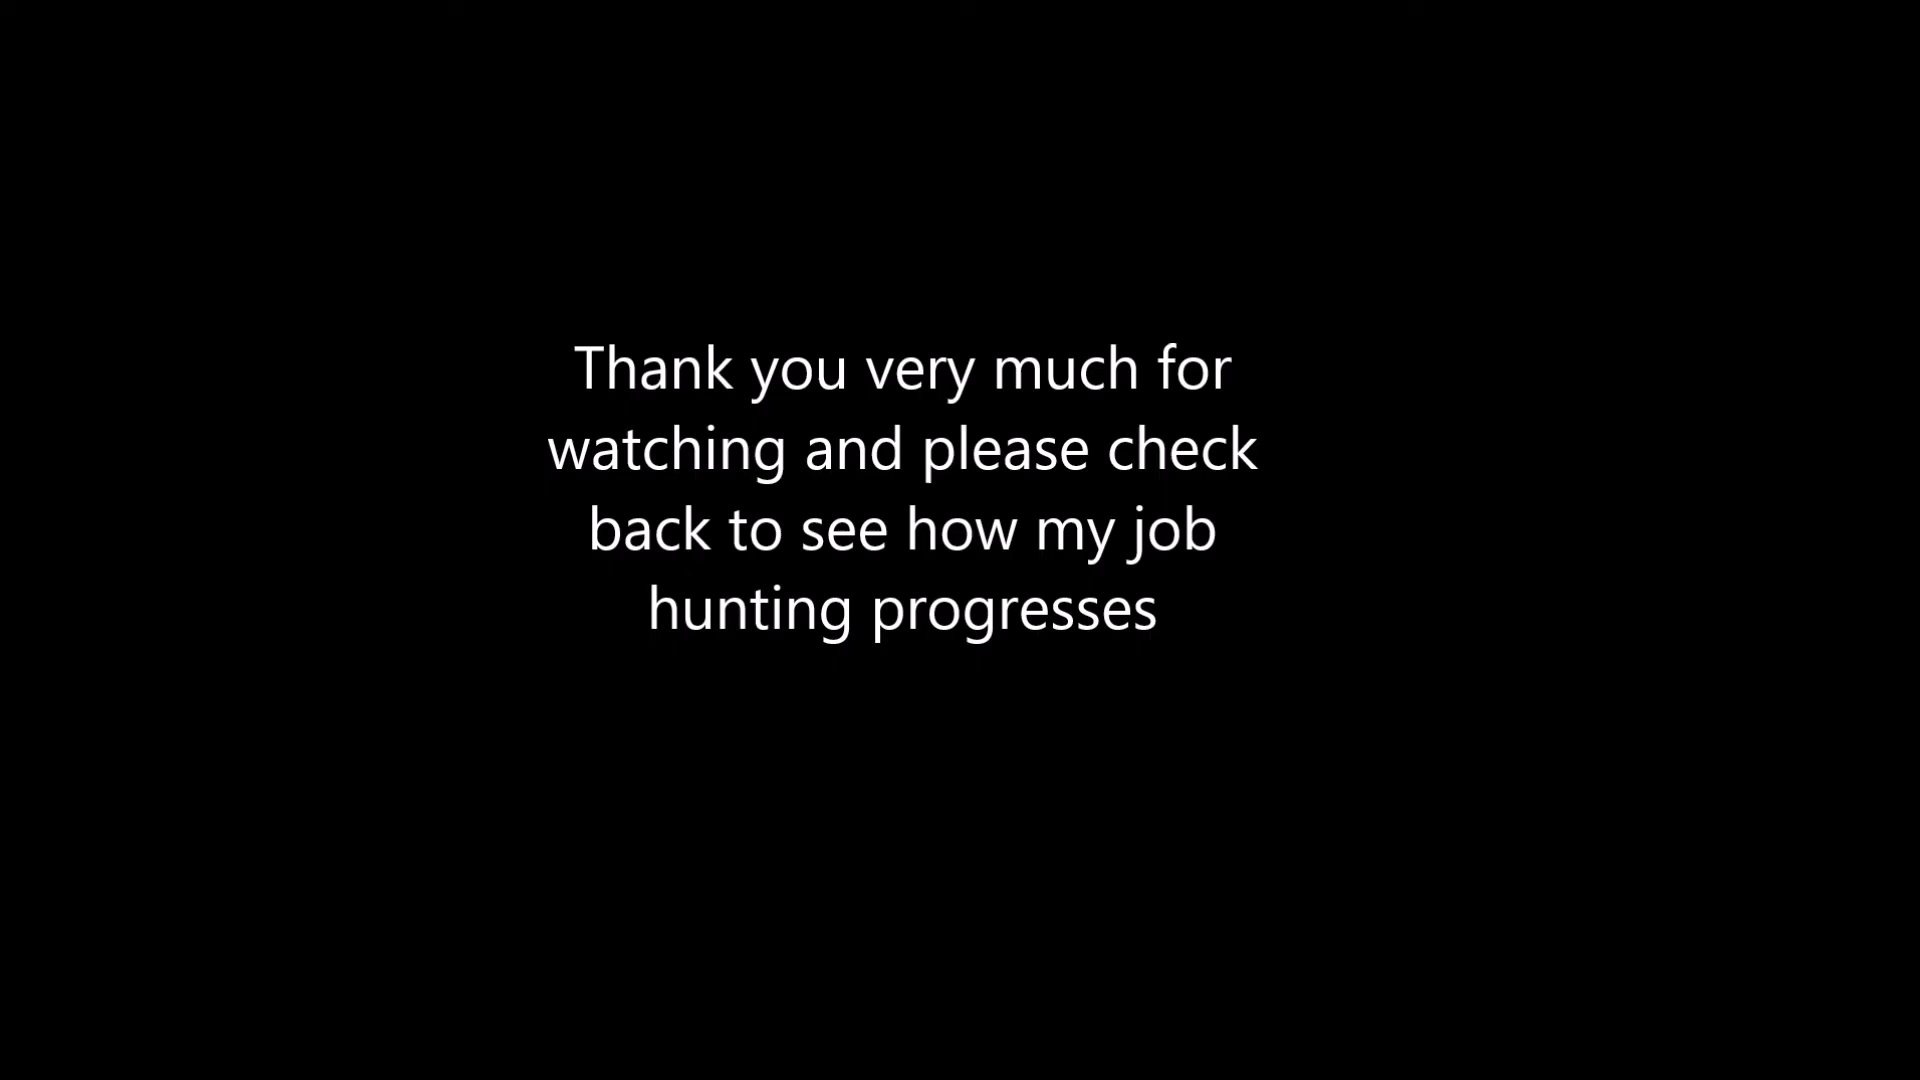 Thank you very much for
watching and please check
back to see how my job
hunting progresses